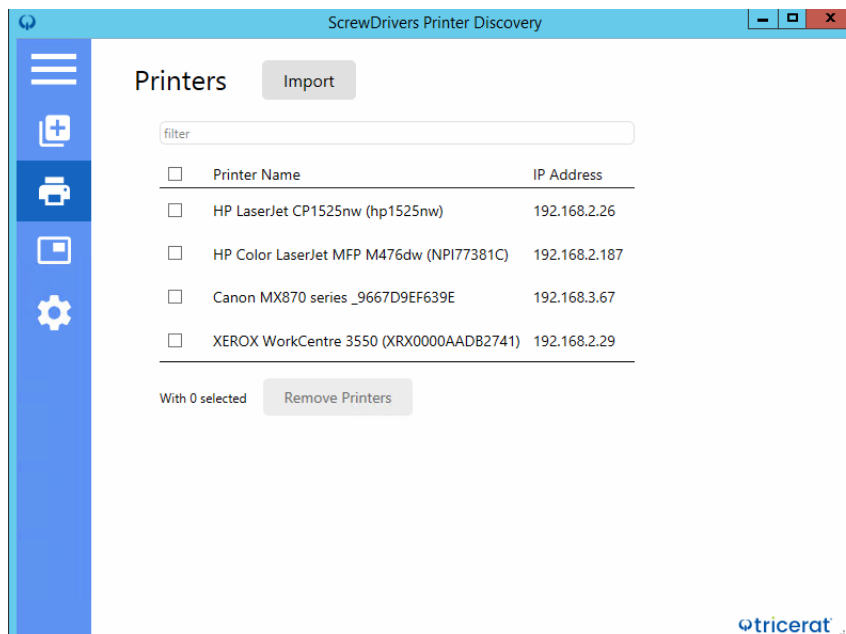 ScrewDrivers Printer Discovery
Printers
Import
filter
Printer Name IP Address
HP LaserJet CP1525nw (hp1525nw) 192.168.2.26
HP Color LaserJet MFP M476dw (NPI77381C) 192.168.2.187
Canon MX870 series _9667D9EF639E 192.168.3.67
XEROX WorkCentre 3550 (XRX0000AADB2741) 192.168.2.29
With 0 selected Remove Printers
tricerat